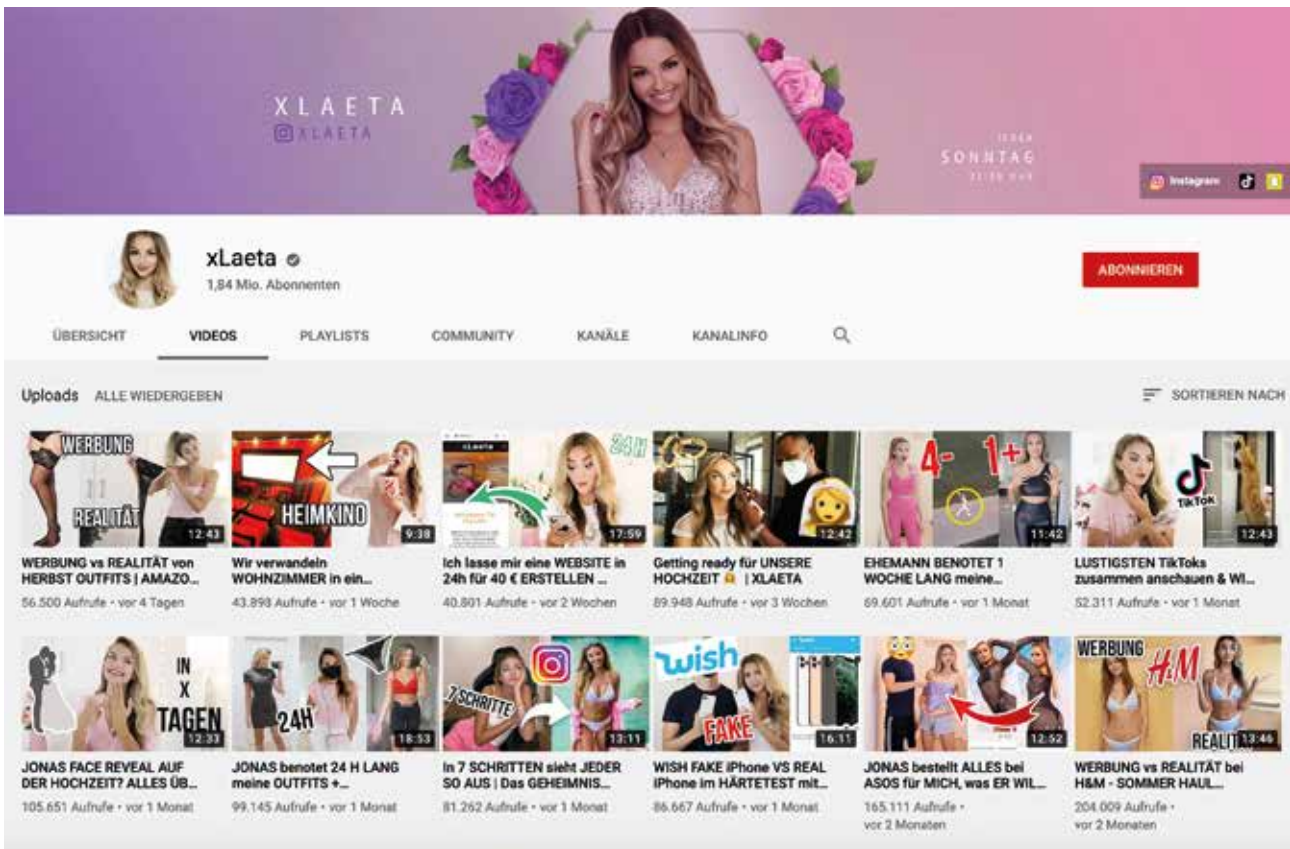 XLAETA
XLAETA
JEDEN
SONNTAG
Instagram
xLaeta
1,84 Mio. Abonnenten
ABONNIEREN
ÜBERSICHT VIDEOS PLAYLISTS COMMUNITY KANÄLE KANALINFO
Uploads ALLE WIEDERGEBEN
SORTIEREN NACH
WERBUNG
REALITÄT
12:43
WERBUNG vs REALITÄT von
HERBST OUTFITS | AMAZO...
56.500 Aufrufe • vor 4 Tagen
HEIMKINO
9:38
Wir verwandeln
WOHNZIMMER in ein...
43.893 Aufrufe • vor 1 Woche
xLaeta
24H
17:59
Ich lasse mir eine WEBSITE in
24h für 40 € ERSTELLEN ...
40.801 Aufrufe • vor 2 Wochen
12:42
Getting ready für UNSERE
HOCHZEIT 👰 | XLAETA
89.948 Aufrufe • vor 3 Wochen
4- 1+
11:42
EHEMANN BENOTET 1
WOCHE LANG meine...
69.601 Aufrufe • vor 1 Monat
TikTok
12:43
LUSTIGSTEN TikToks
zusammen anschauen & WI...
52.311 Aufrufe • vor 1 Monat
IN
X
TAGEN
12:33
JONAS FACE REVEAL AUF
DER HOCHZEIT? ALLES ÜB...
105.651 Aufrufe • vor 1 Monat
24H
18:53
JONAS benotet 24 H LANG
meine OUTFITS +...
99.145 Aufrufe • vor 1 Monat
7 SCHRITTE
13:11
In 7 SCHRITTEN sieht JEDER
SO AUS | Das GEHEIMNIS...
81.262 Aufrufe • vor 1 Monat
wish
FAKE
16:11
WISH FAKE iPhone VS REAL
iPhone im HÄRTETEST mit...
86.667 Aufrufe • vor 1 Monat
12:52
JONAS bestellt ALLES bei
ASOS für MICH, was ER WIL...
165.111 Aufrufe •
vor 2 Monaten
WERBUNG
H&M
REALIT
13:46
WERBUNG vs REALITÄT bei
H&M - SOMMER HAUL...
204.009 Aufrufe •
vor 2 Monaten